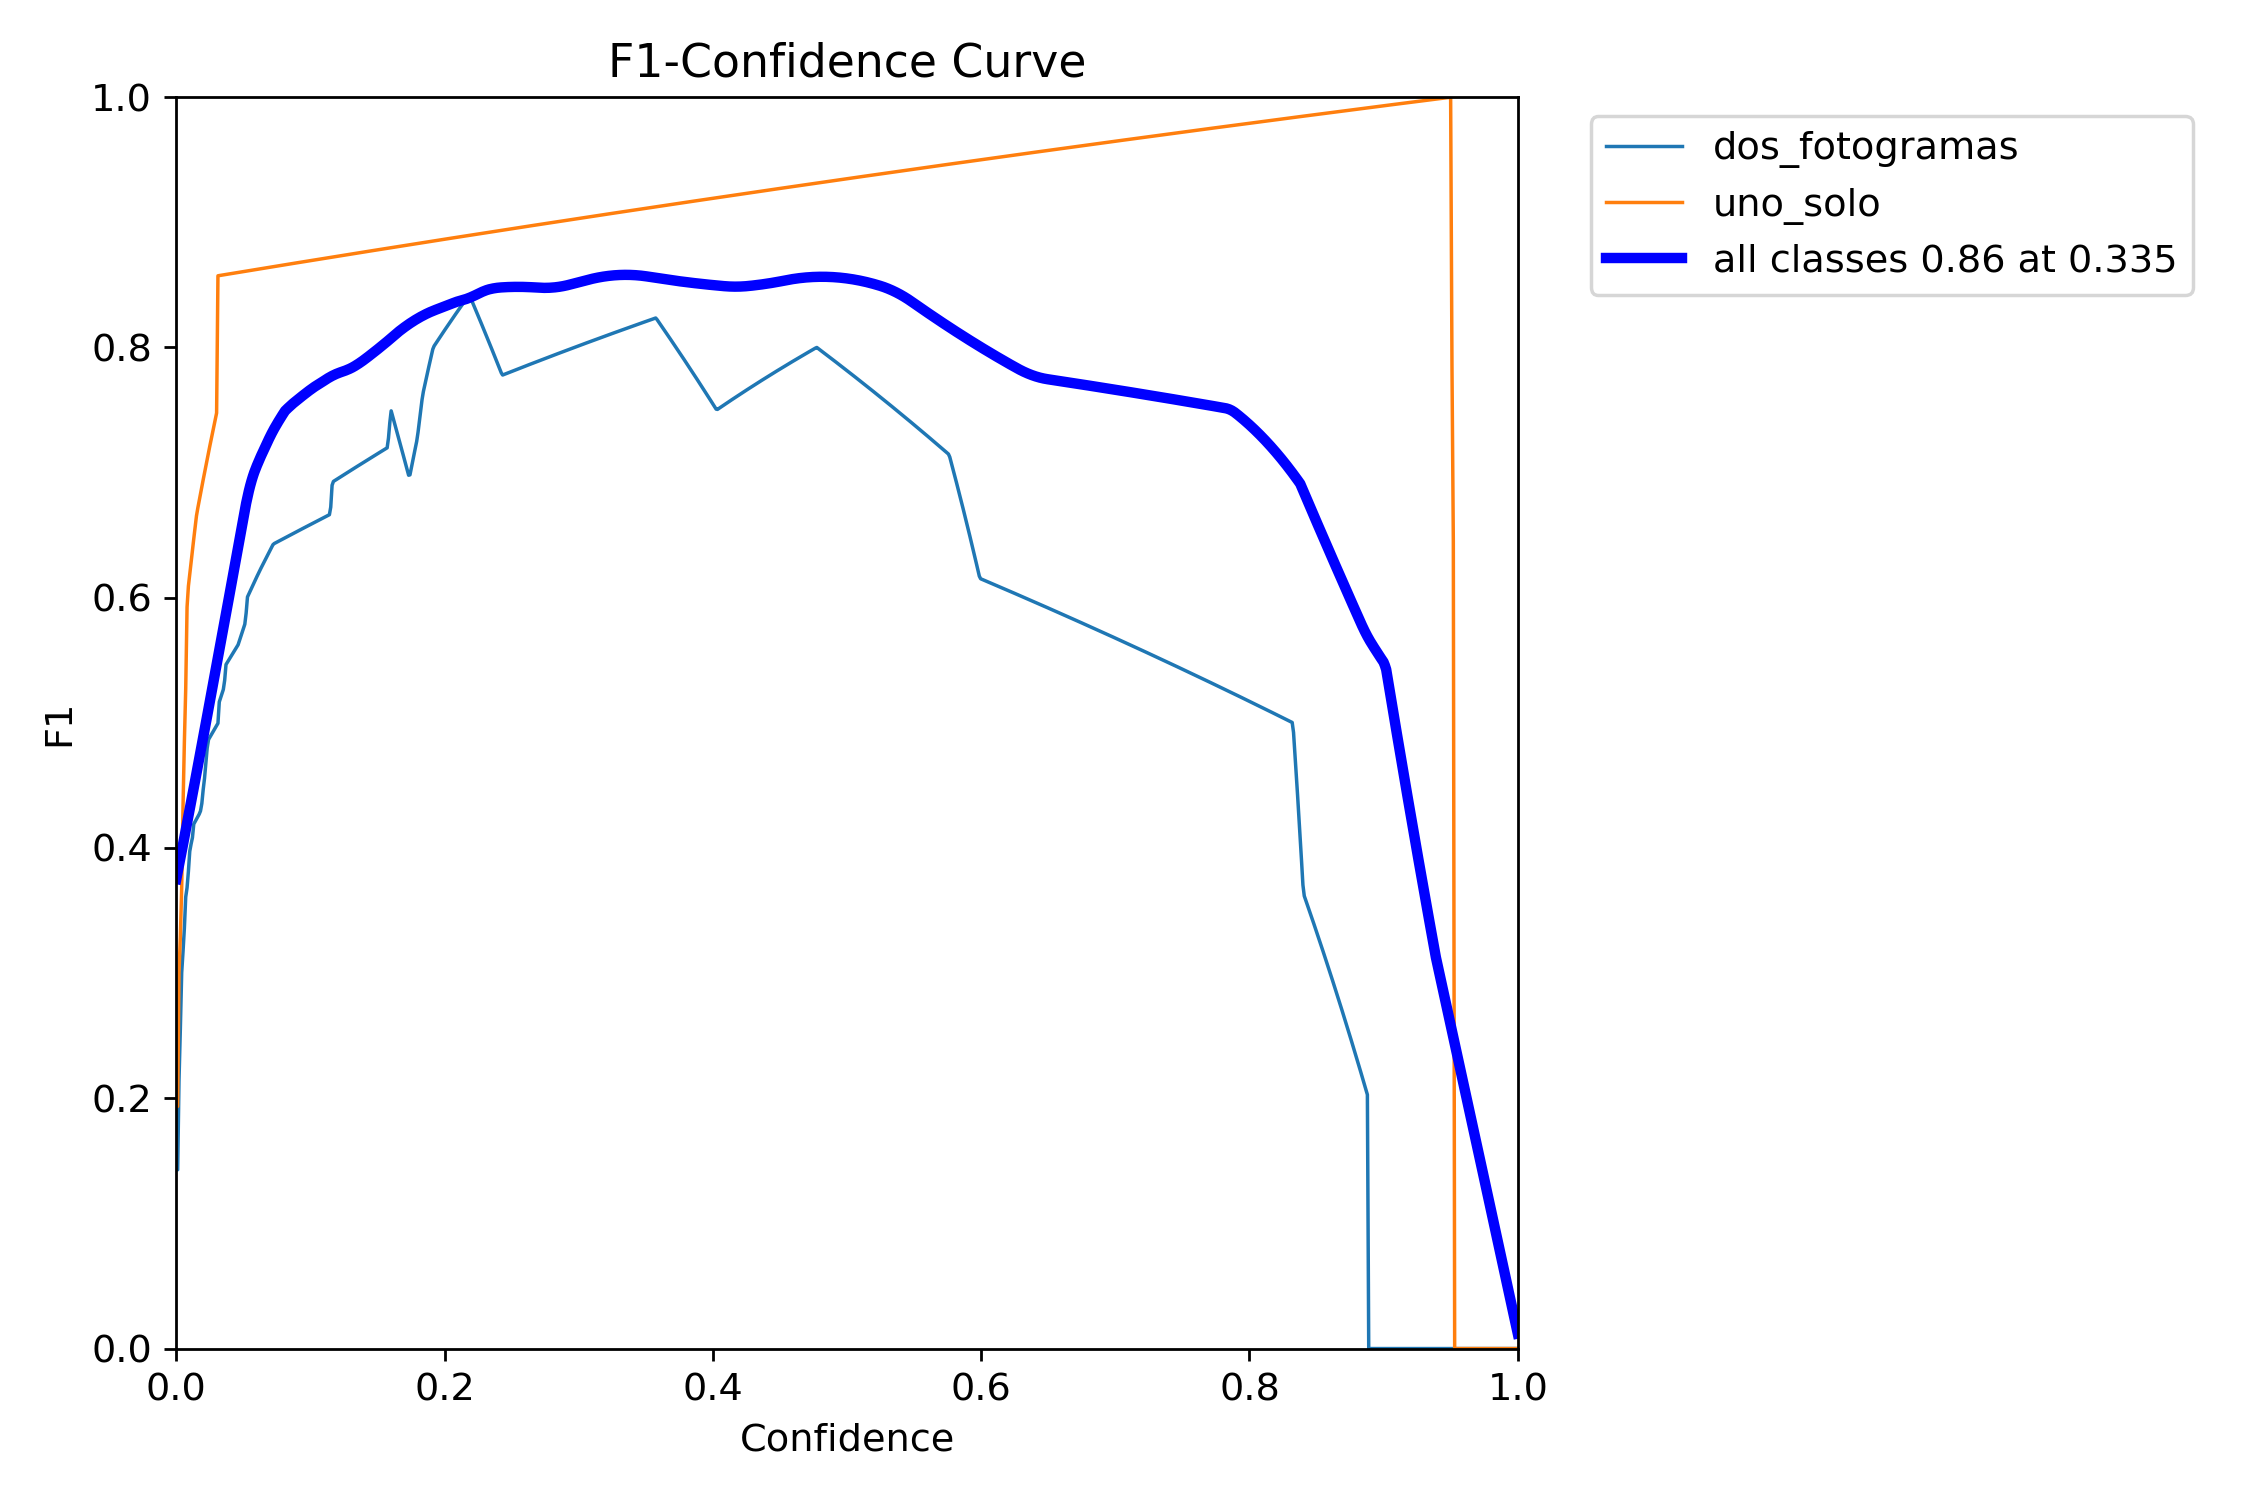 F1-Confidence Curve
1.0
0.8
0.6
0.4
0.2
0.0
F1
0.0 0.2 0.4 0.6 0.8 1.0
Confidence
dos_fotogramas
uno_solo
all classes 0.86 at 0.335